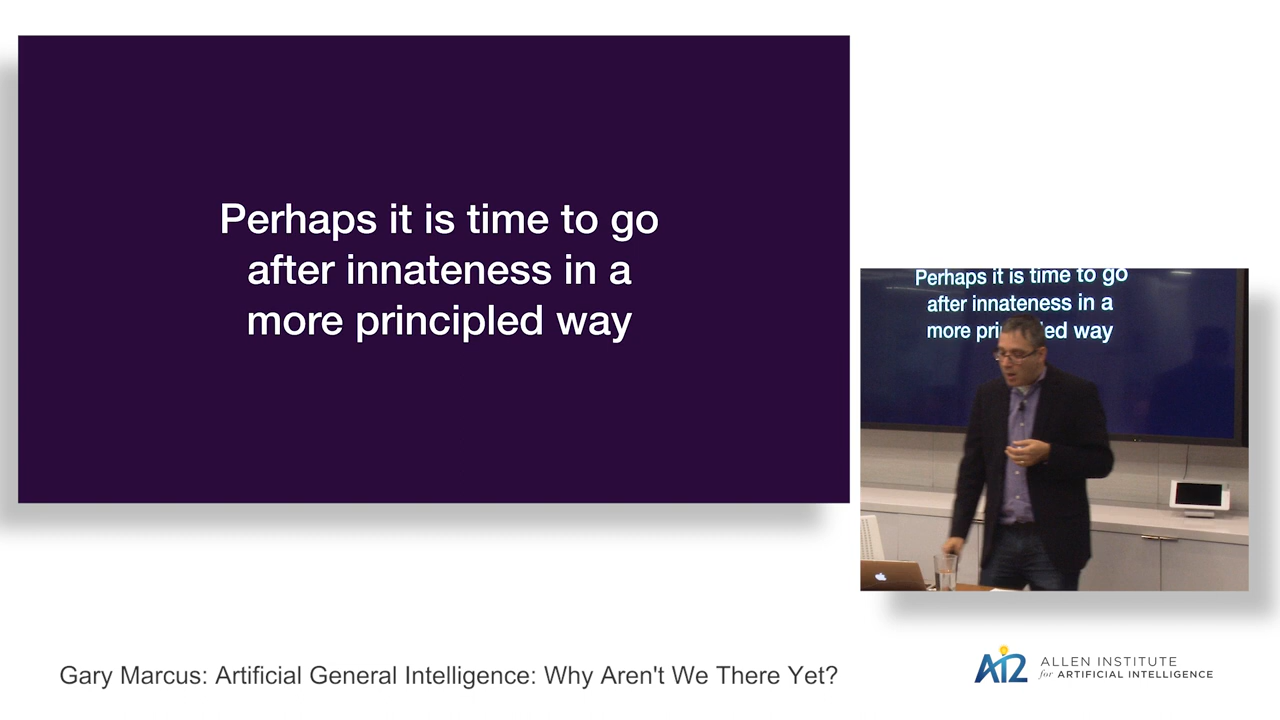 Perhaps it is time to go
after innateness in a
more principled way
Perhaps it is time to go
after innateness in a
more pri led way
Gary Marcus: Artificial General Intelligence: Why Aren't We There Yet?
AI2 ALLEN INSTITUTE
for ARTIFICIAL INTELLIGENCE